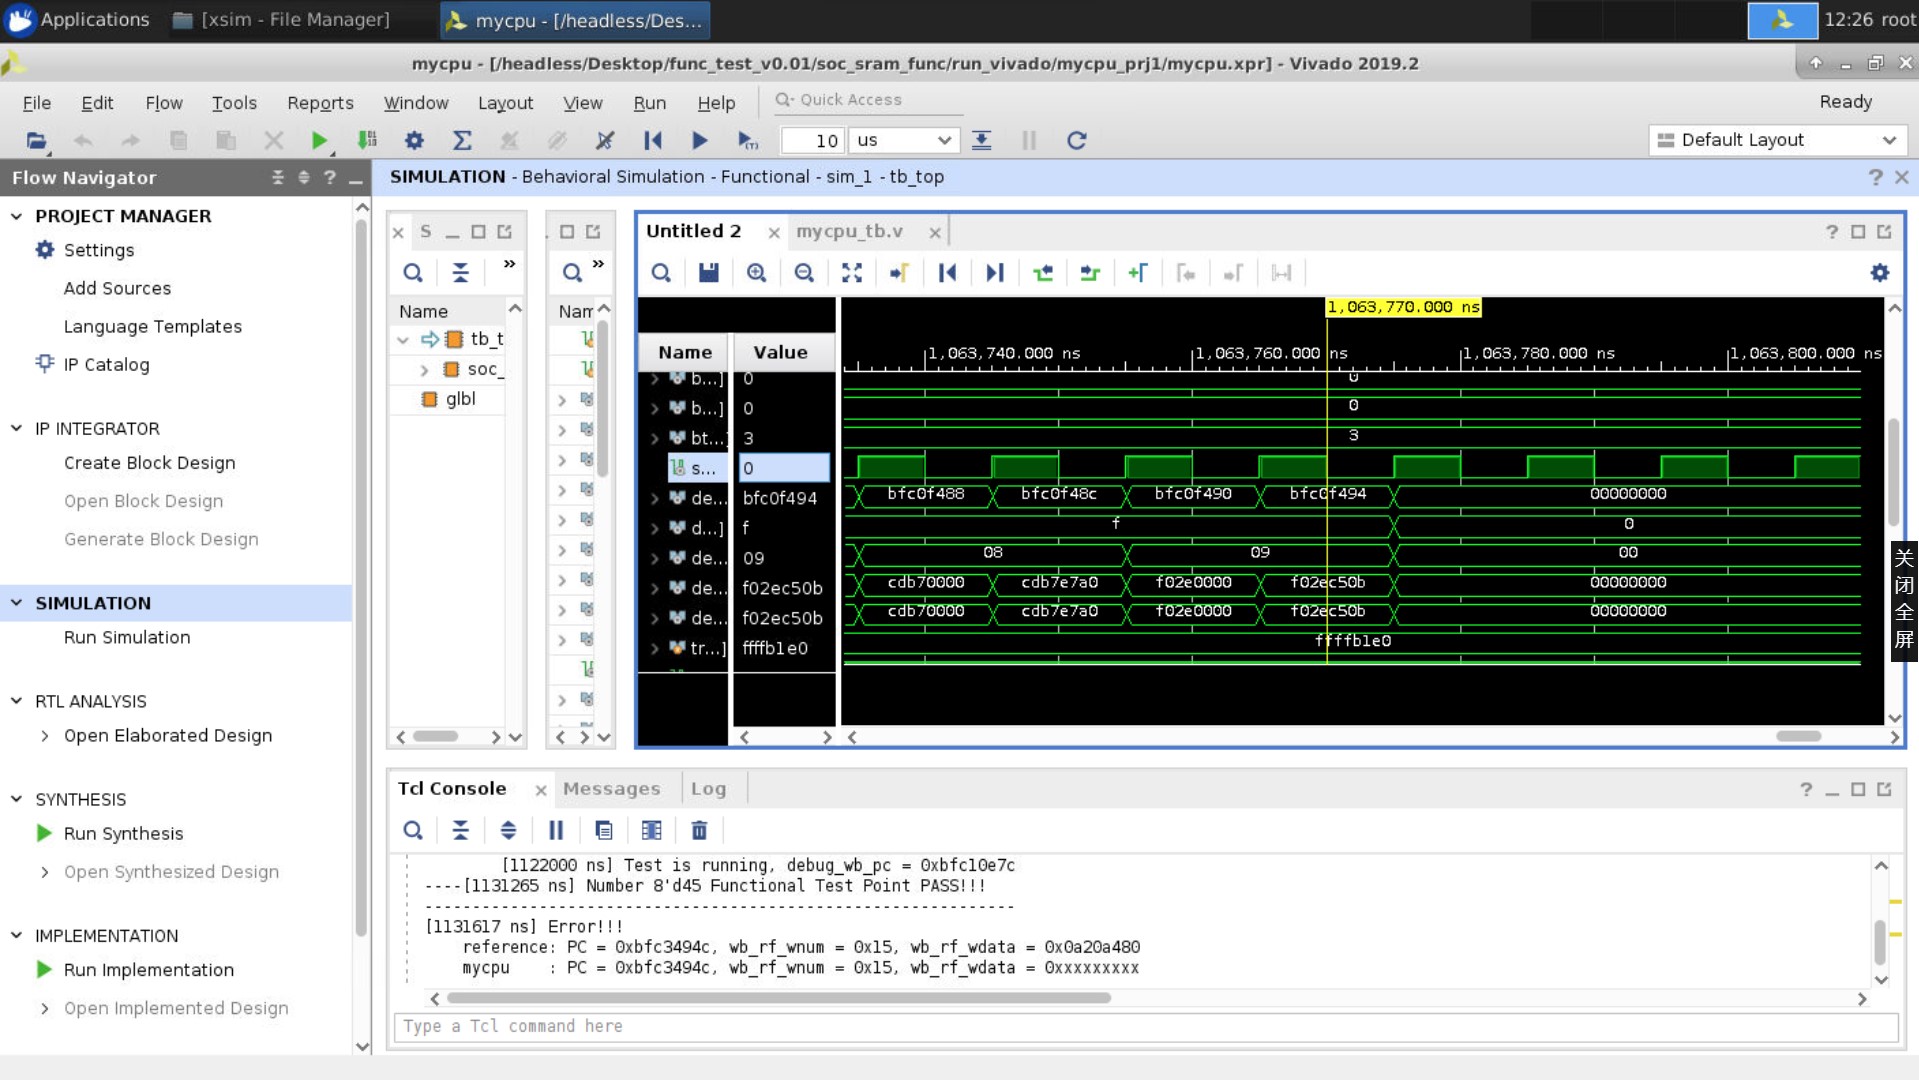 Applications
[xsim - File Manager]
mycpu - [/headless/Des...
12:26 root
mycpu - [/headless/Desktop/func_test_v0.01/soc_sram_func/run_vivado/mycpu_prj1/mycpu.xpr] - Vivado 2019.2
File Edit Flow Tools Reports Window Layout View Run Help
Quick Access
Ready
10 us
Default Layout
Flow Navigator
SIMULATION - Behavioral Simulation - Functional - sim_1 - tb_top
PROJECT MANAGER
Settings
Add Sources
Language Templates
IP Catalog
IP INTEGRATOR
Create Block Design
Open Block Design
Generate Block Design
SIMULATION
Run Simulation
RTL ANALYSIS
Open Elaborated Design
SYNTHESIS
Run Synthesis
Open Synthesized Design
IMPLEMENTATION
Run Implementation
Open Implemented Design
S
Name
tb_t
soc_
glbl
Nam
Untitled 2
mycpu_tb.v
1,063,770.000 ns
Name Value
1,063,740.000 ns 1,063,760.000 ns 1,063,780.000 ns 1,063,800.000 ns
b...] 0 0
b...] 0 0
bt...] 3 3
s... 0
de... bfc0f494 bfc0f488 bfc0f48c bfc0f490 bfc0f494 00000000
d...] f f 0
de... 09 08 09 00
de... f02ec50b cdb70000 cdb7e7a0 f02e0000 f02ec50b 00000000
de... f02ec50b cdb70000 cdb7e7a0 f02e0000 f02ec50b 00000000
tr...] ffffb1e0 ffffb1e0
关闭全屏
Tcl Console Messages Log
[1122000 ns] Test is running, debug_wb_pc = 0xbfc10e7c
----[1131265 ns] Number 8'd45 Functional Test Point PASS!!!
--------------------------------------------------------------
[1131617 ns] Error!!!
reference: PC = 0xbfc3494c, wb_rf_wnum = 0x15, wb_rf_wdata = 0x0a20a480
mycpu    : PC = 0xbfc3494c, wb_rf_wnum = 0x15, wb_rf_wdata = 0xxxxxxxxx
Type a Tcl command here